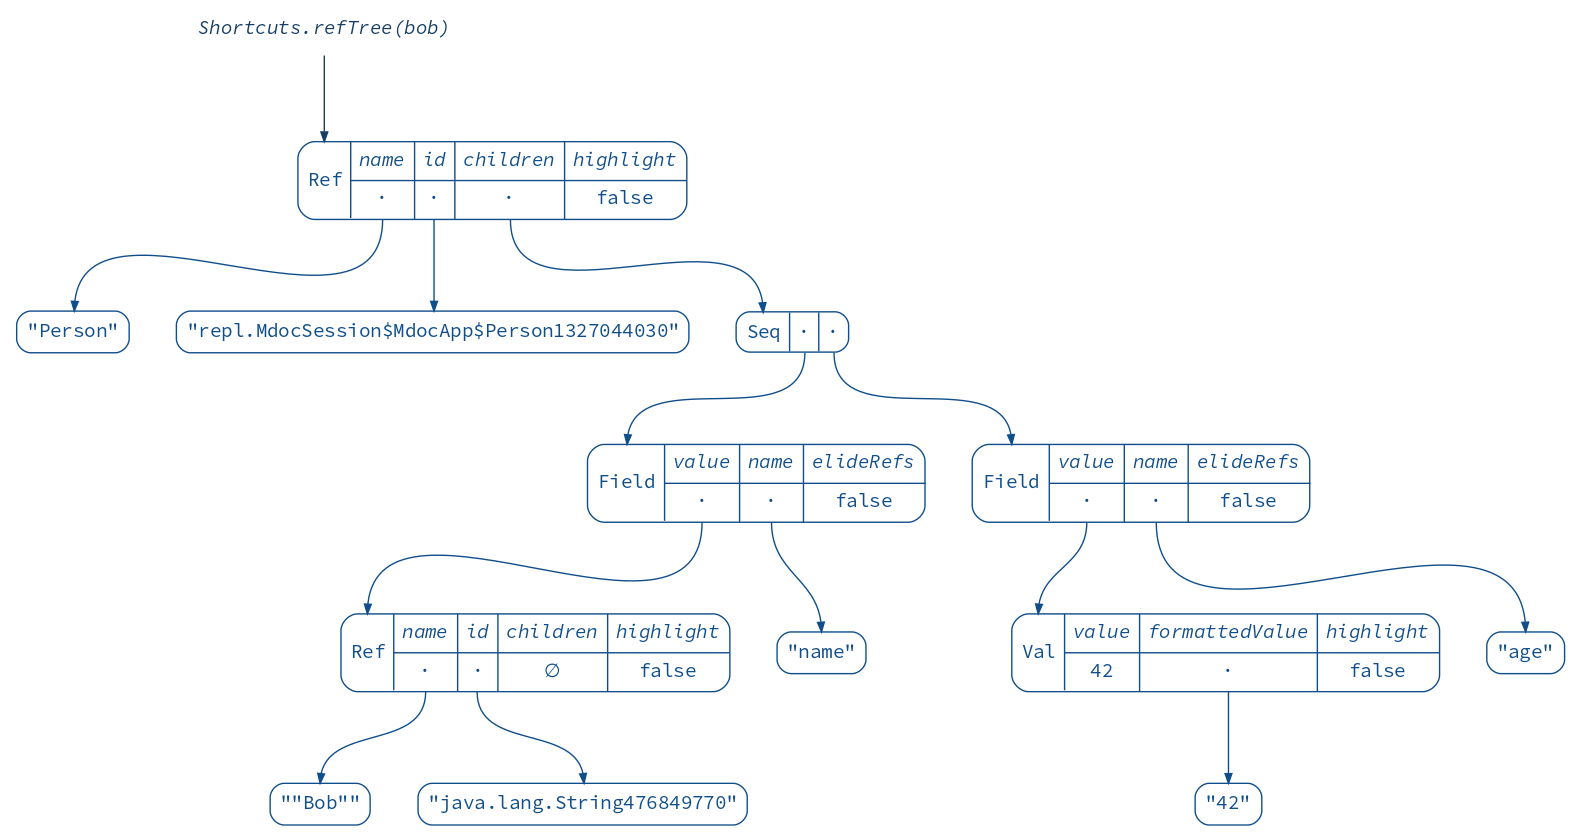 Shortcuts.refTree(bob)
Ref name id children highlight
· · · false
"Person" "repl.MdocSession$MdocApp$Person1327044030" Seq · ·
Field value name elideRefs
· · false
Field value name elideRefs
· · false
Ref name id children highlight
· · ∅ false
"name"
Val value formattedValue highlight
42 · false
"age"
""Bob"" "java.lang.String476849770" "42"